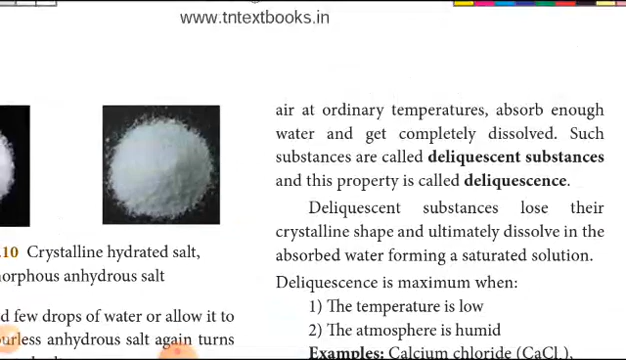 www.tntextbooks.in
.10 Crystalline hydrated salt,
morphous anhydrous salt
d few drops of water or allow it to
ourless anhydrous salt again turns
air at ordinary temperatures, absorb enough
water and get completely dissolved. Such
substances are called deliquescent substances
and this property is called deliquescence.
Deliquescent substances lose their
crystalline shape and ultimately dissolve in the
absorbed water forming a saturated solution.
Deliquescence is maximum when:
1) The temperature is low
2) The atmosphere is humid
Examples: Calcium chloride (CaCl₂),